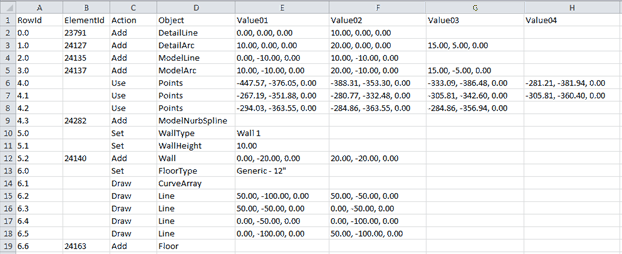 A B C D E F G H
1 RowId ElementId Action Object Value01 Value02 Value03 Value04
2 0.0 23791 Add DetailLine 0.00, 0.00, 0.00 10.00, 0.00, 0.00
3 1.0 24127 Add DetailArc 10.00, 0.00, 0.00 20.00, 0.00, 0.00 15.00, 5.00, 0.00
4 2.0 24135 Add ModelLine 0.00, -10.00, 0.00 10.00, -10.00, 0.00
5 3.0 24137 Add ModelArc 10.00, -10.00, 0.00 20.00, -10.00, 0.00 15.00, -5.00, 0.00
6 4.0 Use Points -447.57, -376.05, 0.00 -388.31, -353.30, 0.00 -333.09, -386.48, 0.00 -281.21, -381.94, 0.00
7 4.1 Use Points -267.19, -351.88, 0.00 -280.77, -332.48, 0.00 -305.81, -342.60, 0.00 -305.81, -360.40, 0.00
8 4.2 Use Points -294.03, -363.55, 0.00 -284.86, -363.55, 0.00 -284.86, -356.94, 0.00
9 4.3 24282 Add ModelNurbSpline
10 5.0 Set WallType Wall 1
11 5.1 Set WallHeight 10.00
12 5.2 24140 Add Wall 0.00, -20.00, 0.00 20.00, -20.00, 0.00
13 6.0 Set FloorType Generic - 12"
14 6.1 Draw CurveArray
15 6.2 Draw Line 50.00, -100.00, 0.00 50.00, -50.00, 0.00
16 6.3 Draw Line 50.00, -50.00, 0.00 0.00, -50.00, 0.00
17 6.4 Draw Line 0.00, -50.00, 0.00 0.00, -100.00, 0.00
18 6.5 Draw Line 0.00, -100.00, 0.00 50.00, -100.00, 0.00
19 6.6 24163 Add Floor